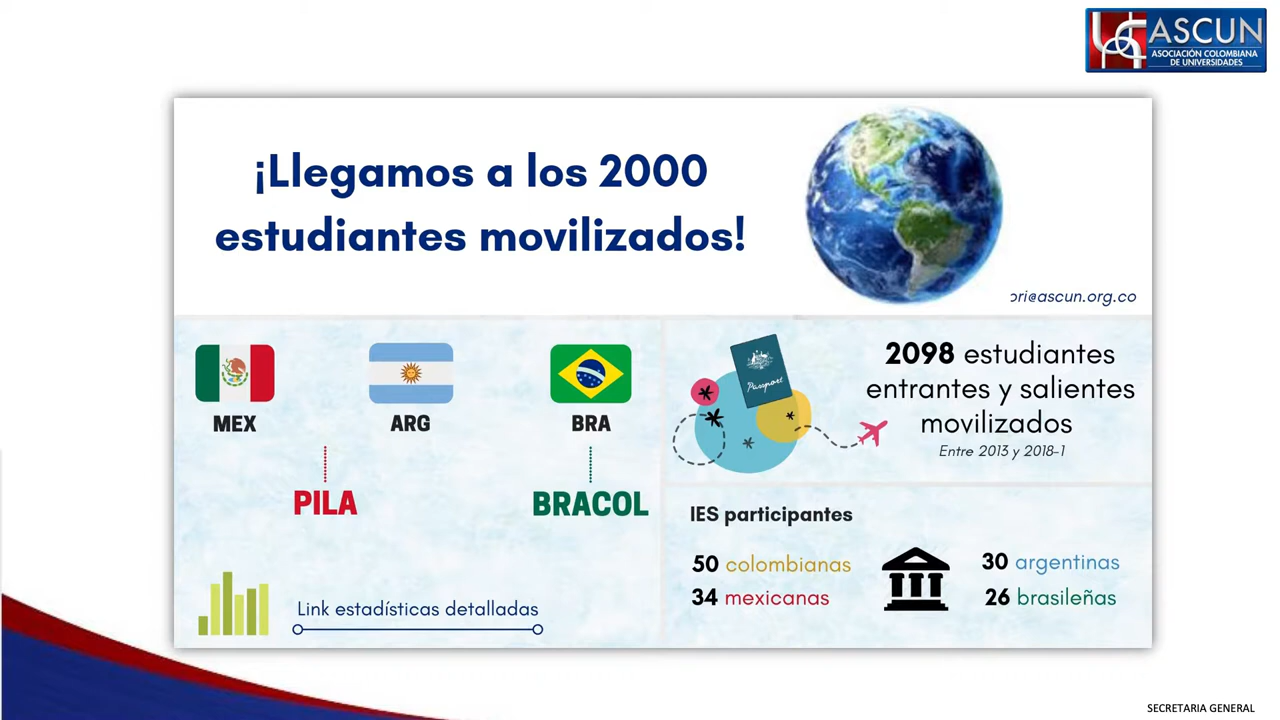 ASCUN
ASOCIACIÓN COLOMBIANA
DE UNIVERSIDADES
¡Llegamos a los 2000
estudiantes movilizados!
ori@ascun.org.co
MEX
ARG
BRA
PILA
BRACOL
Link estadísticas detalladas
Passport
2098 estudiantes
entrantes y salientes
movilizados
Entre 2013 y 2018-1
IES participantes
50 colombianas
34 mexicanas
30 argentinas
26 brasileñas
SECRETARIA GENERAL